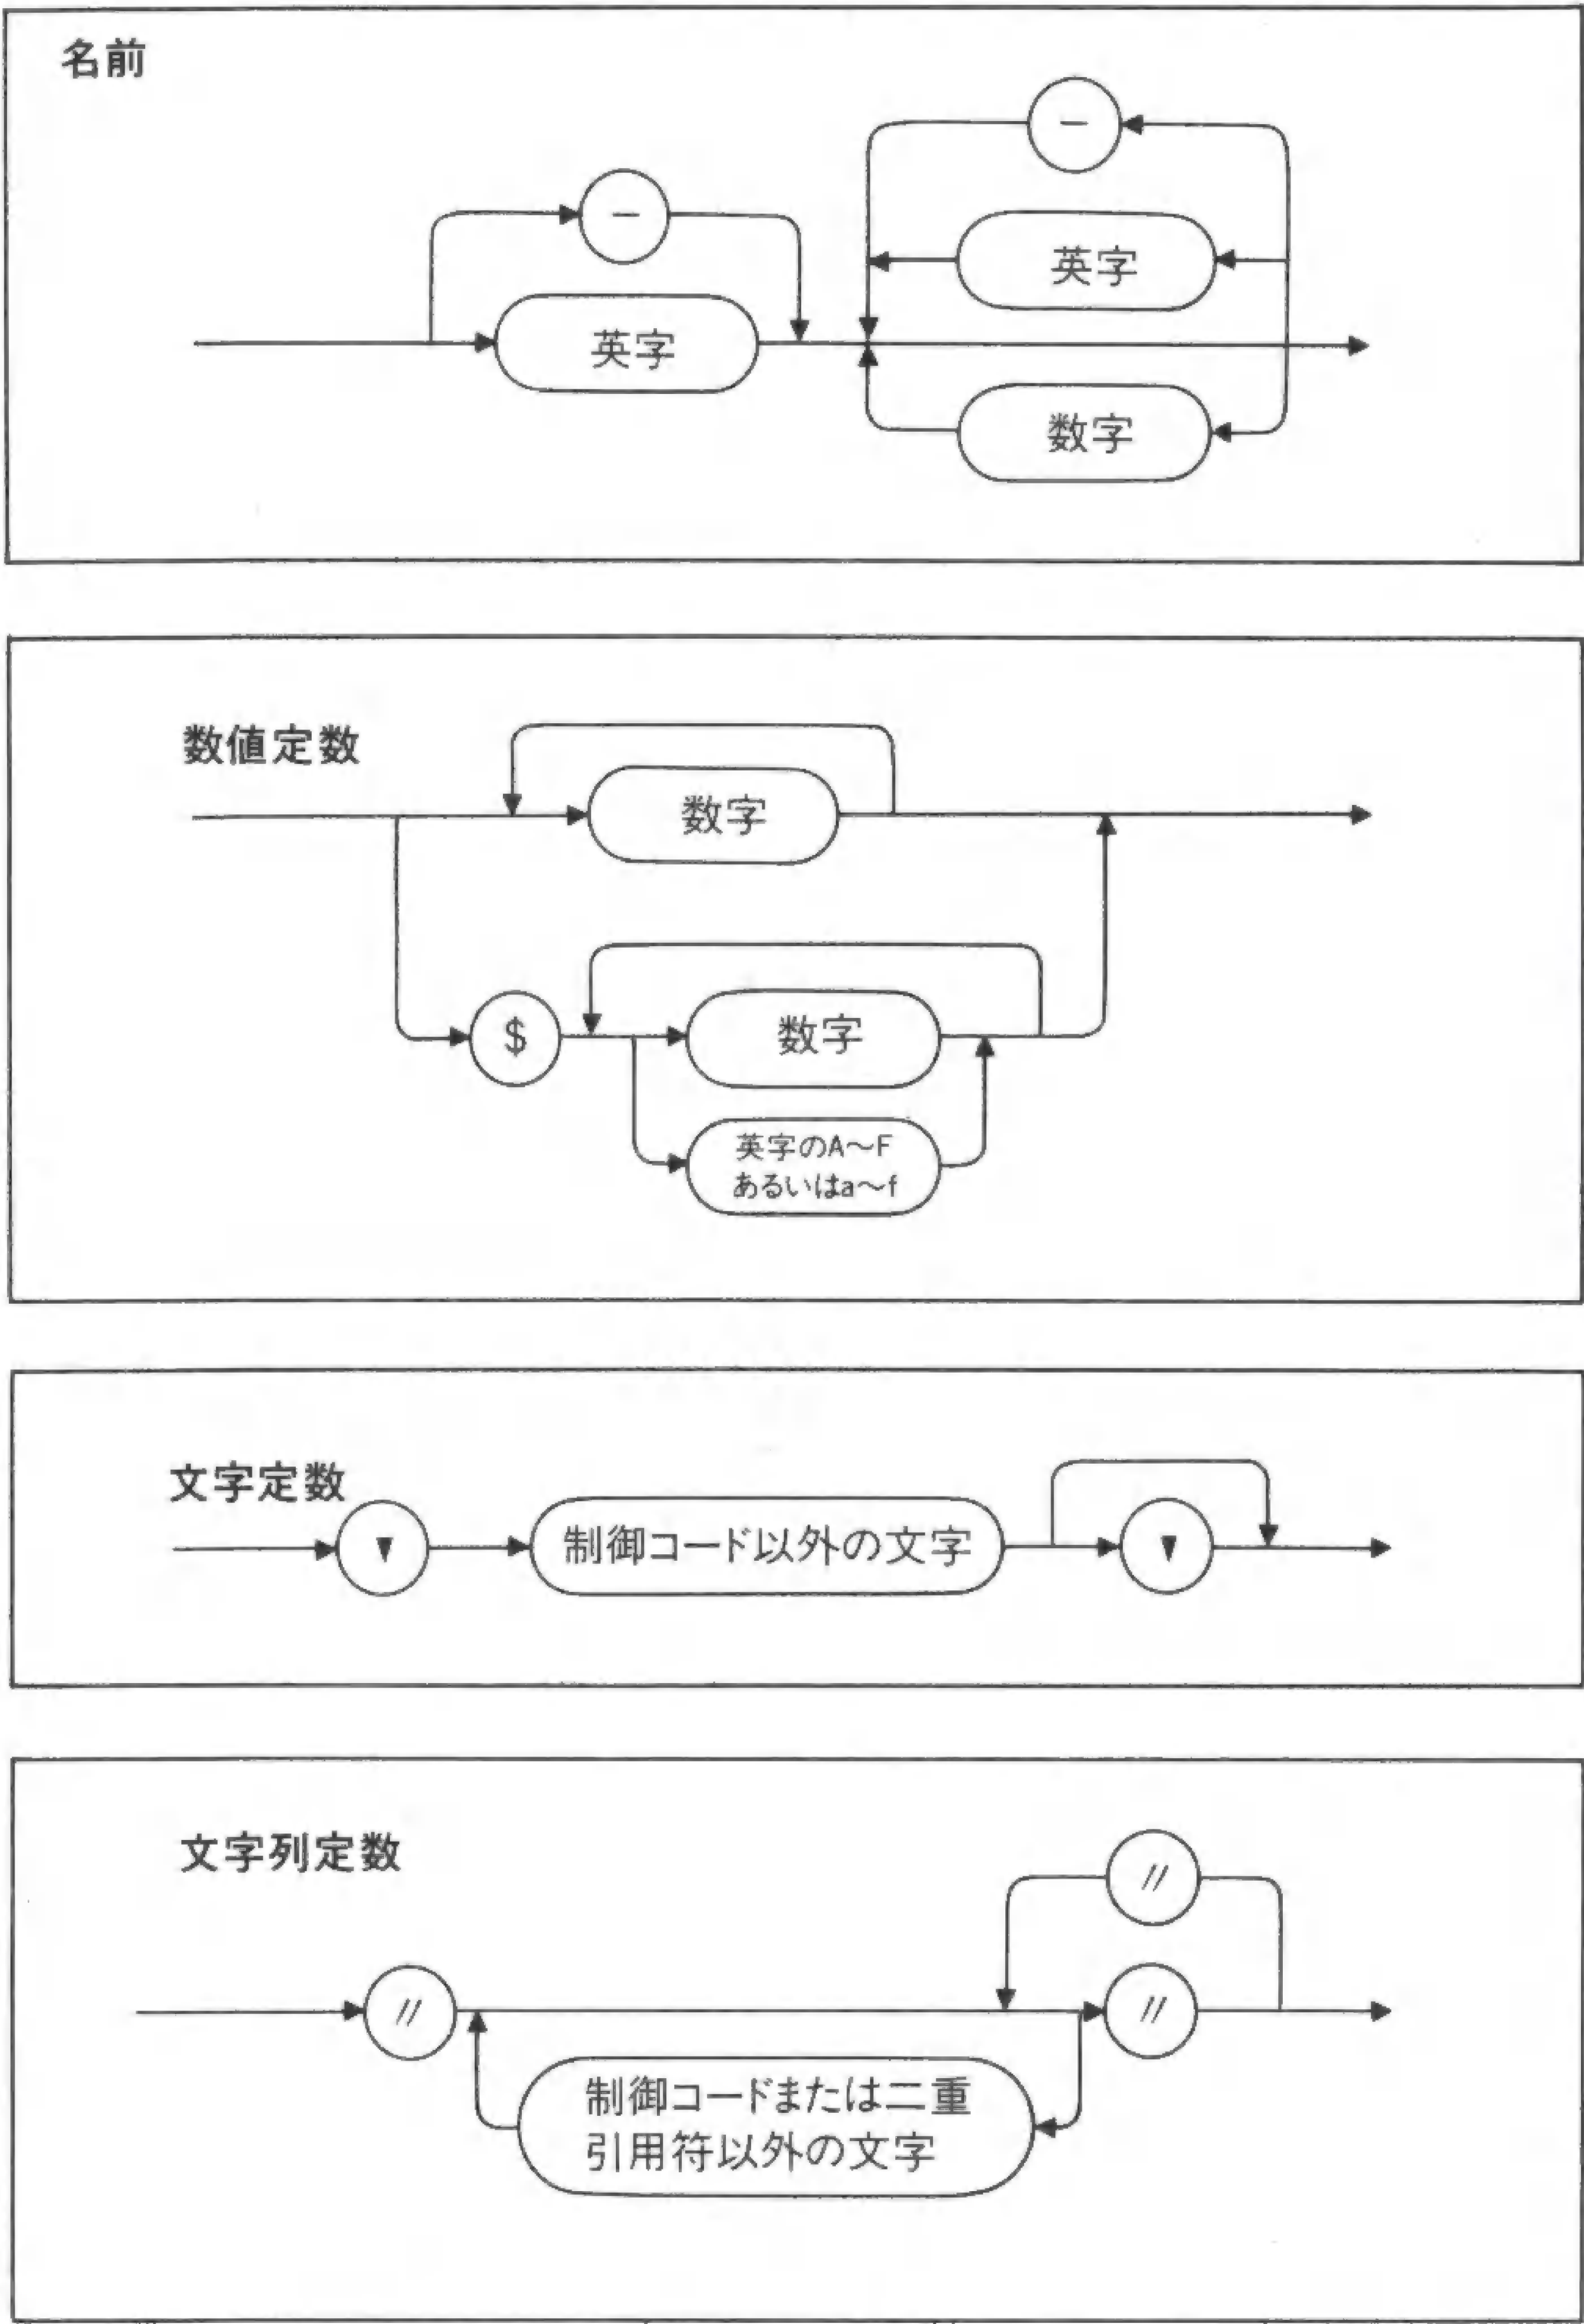 名前
−
−
英字
英字
数字
数値定数
数字
$
数字
英字のA〜F
あるいはa〜f
文字定数
▼
制御コード以外の文字
▼
文字列定数
〃
〃
〃
制御コードまたは二重
引用符以外の文字